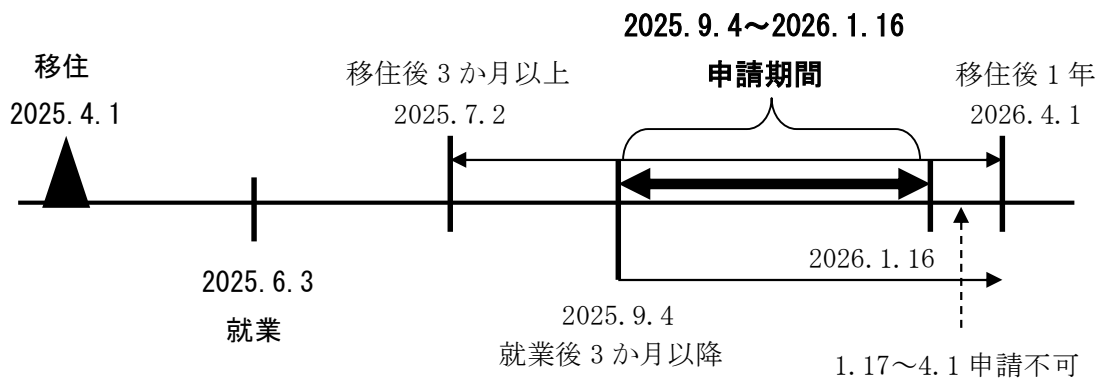 2025.9.4～2026.1.16
申請期間
移住
2025.4.1
移住後 3 か月以上
2025.7.2
移住後 1 年
2026.4.1
2026.1.16
2025.6.3
就業
2025.9.4
就業後 3 か月以降
1.17～4.1 申請不可